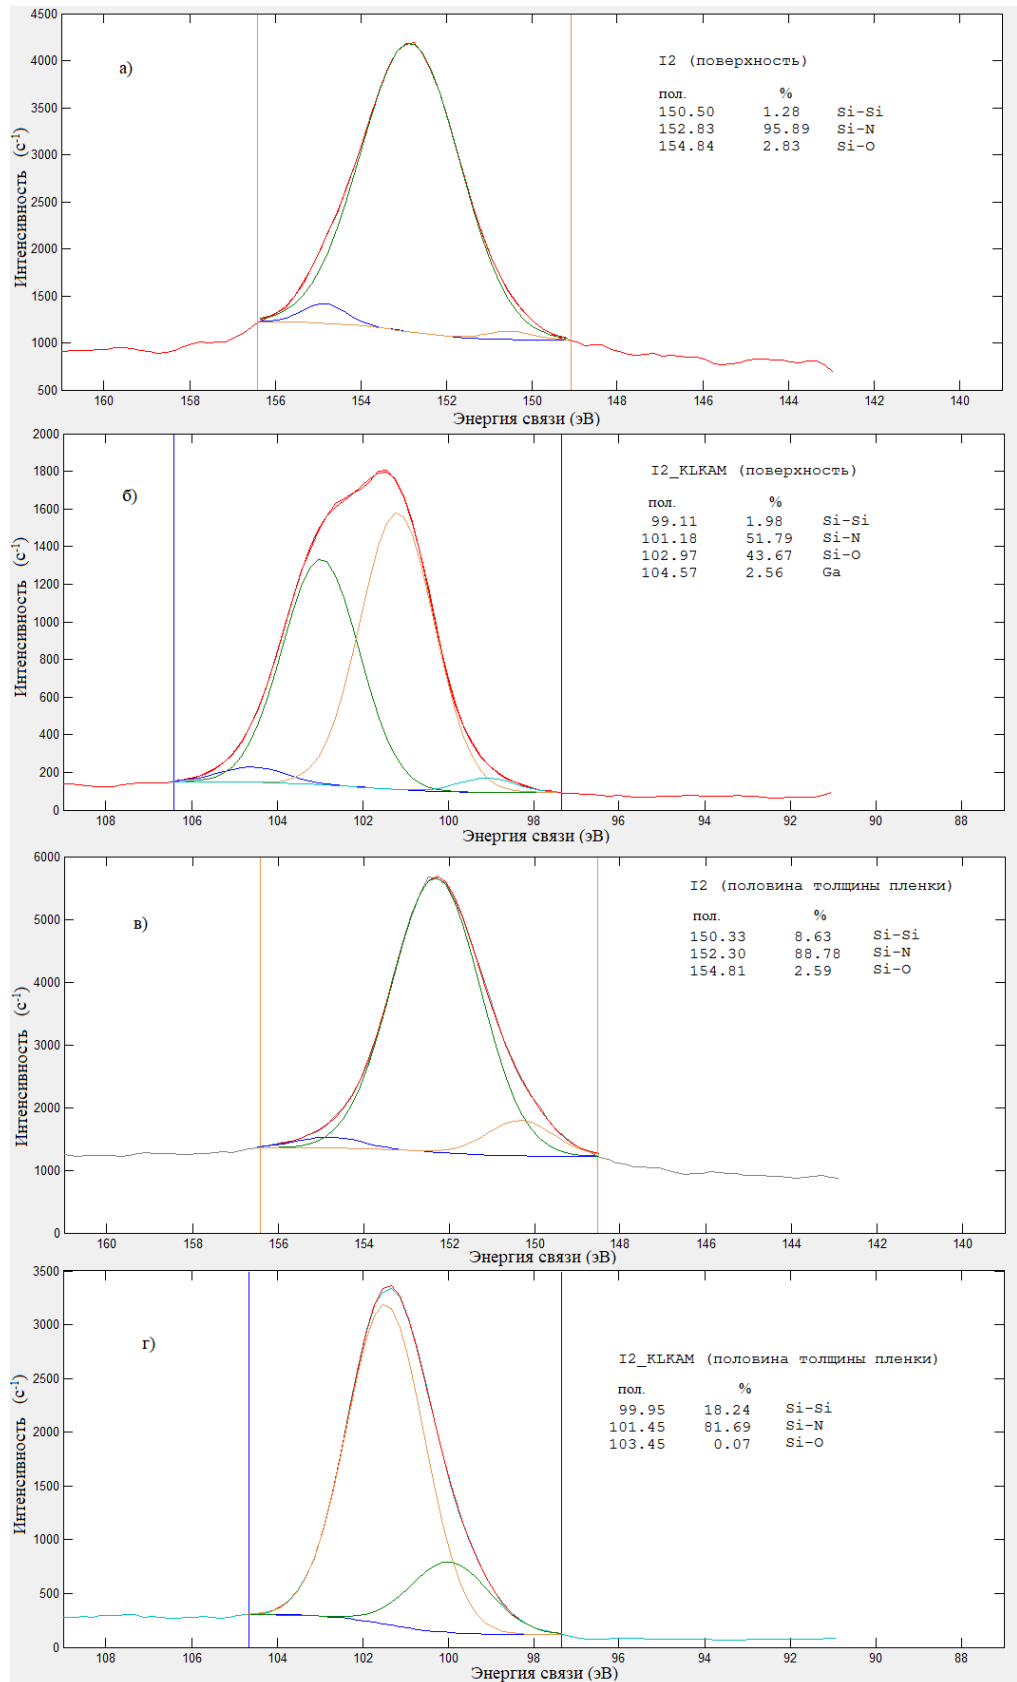 4500
4000
3500
3000
2500
2000
1500
1000
500
Интенсивность (с-1)
а)
I2 (поверхность)
пол. %
150.50 1.28 Si-Si
152.83 95.89 Si-N
154.84 2.83 Si-O
160 158 156 154 152 150 148 146 144 142 140
Энергия связи (эВ)
2000
1800
1600
1400
1200
1000
800
600
400
200
0
Интенсивность (с-1)
б)
I2_KLKAM (поверхность)
пол. %
99.11 1.98 Si-Si
101.18 51.79 Si-N
102.97 43.67 Si-O
104.57 2.56 Ga
108 106 104 102 100 98 96 94 92 90 88
Энергия связи (эВ)
6000
5000
4000
3000
2000
1000
0
Интенсивность (с-1)
в)
I2 (половина толщины пленки)
пол. %
150.33 8.63 Si-Si
152.30 88.78 Si-N
154.81 2.59 Si-O
160 158 156 154 152 150 148 146 144 142 140
Энергия связи (эВ)
3500
3000
2500
2000
1500
1000
500
0
Интенсивность (с-1)
г)
I2_KLKAM (половина толщины пленки)
пол. %
99.95 18.24 Si-Si
101.45 81.69 Si-N
103.45 0.07 Si-O
108 106 104 102 100 98 96 94 92 90 88
Энергия связи (эВ)